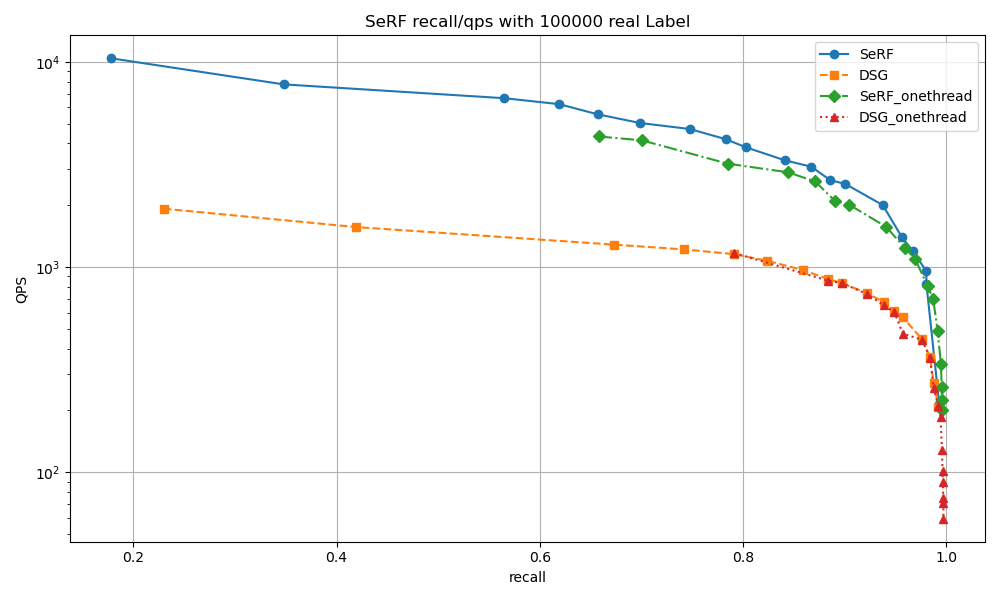 SeRF recall/qps with 100000 real Label
SeRF
DSG
SeRF_onethread
DSG_onethread
QPS
10^4
10^3
10^2
0.2 0.4 0.6 0.8 1.0
recall